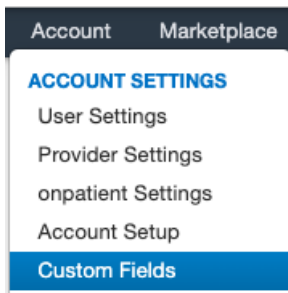 Account Marketplace
ACCOUNT SETTINGS
User Settings
Provider Settings
onpatient Settings
Account Setup
Custom Fields